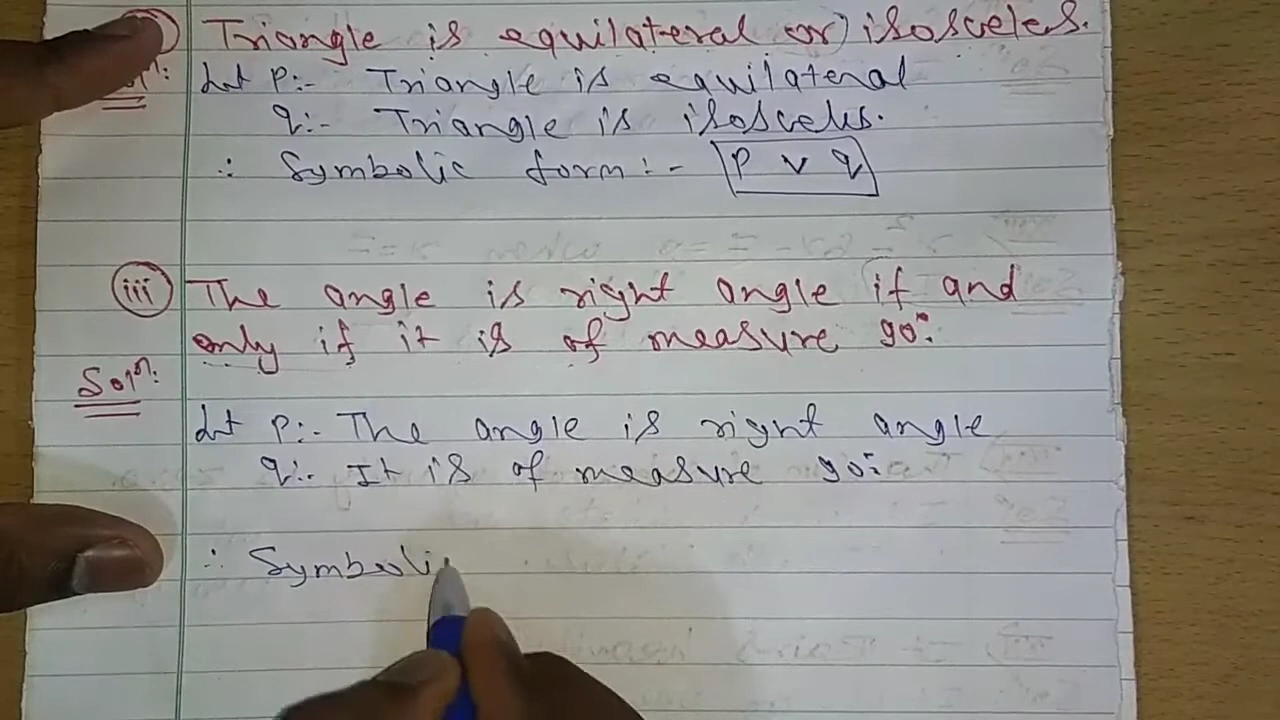 Triangle is equilateral (or) isosceles.
Let p:- Triangle is equilateral
q:- Triangle is isosceles.
∴ Symbolic form:- p ∨ q
(iii) The angle is right angle if and
only if it is of measure 90°.
Solⁿ:
Let p:- The angle is right angle
q:- It is of measure 90°.
∴ Symboli